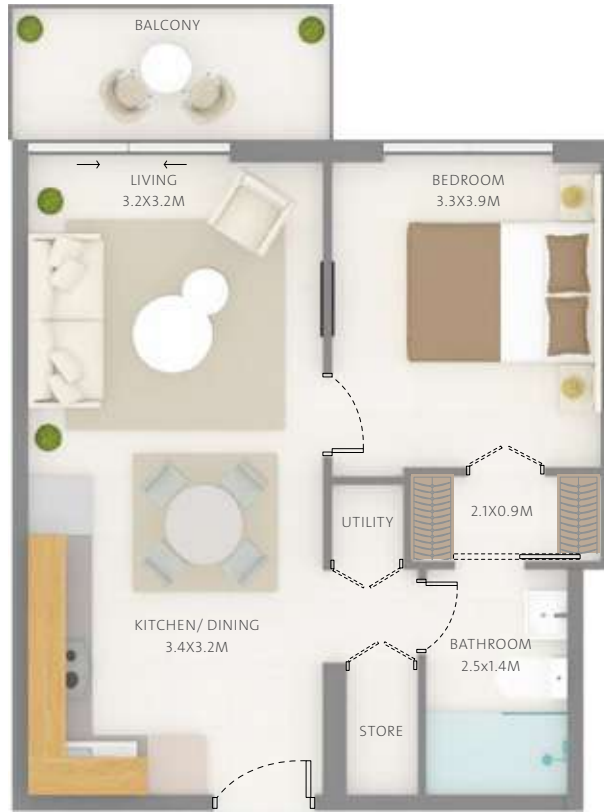 BALCONY
LIVING
3.2X3.2M
BEDROOM
3.3X3.9M
2.1X0.9M
UTILITY
KITCHEN/ DINING
3.4X3.2M
BATHROOM
2.5x1.4M
STORE